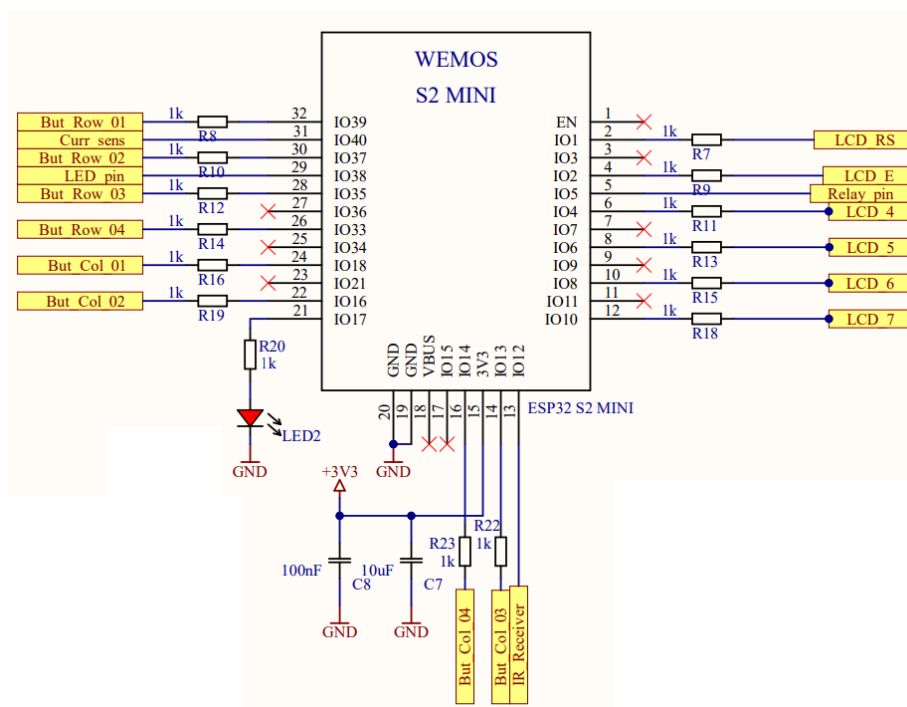 WEMOS
S2 MINI
But_Row_01 1k R8 32 IO39
Curr_sens 31 IO40
But_Row_02 1k R10 30 IO37
LED_pin 29 IO38
But_Row_03 1k R12 28 IO35
27 IO36
But_Row_04 1k R14 26 IO33
25 IO34
But_Col_01 1k R16 24 IO18
23 IO21
But_Col_02 1k R19 22 IO16
21 IO17
EN 1
IO1 2 1k R7 LCD_RS
IO3 3
IO2 4 1k R9 LCD_E
IO5 5 Relay_pin
IO4 6 1k R11 LCD_4
IO7 7
IO6 8 1k R13 LCD_5
IO9 9
IO8 10 1k R15 LCD_6
IO11 11
IO10 12 1k R18 LCD_7
R20
1k
LED2
GND
GND GND VBUS IO15 IO14 3V3 IO13 IO12
20 19 18 17 16 15 14 13
ESP32 S2 MINI
GND
+3V3
100nF C8
10uF C7
GND
GND
R23
1k
R22
1k
But_Col_04
But_Col_03
IR_Receiver